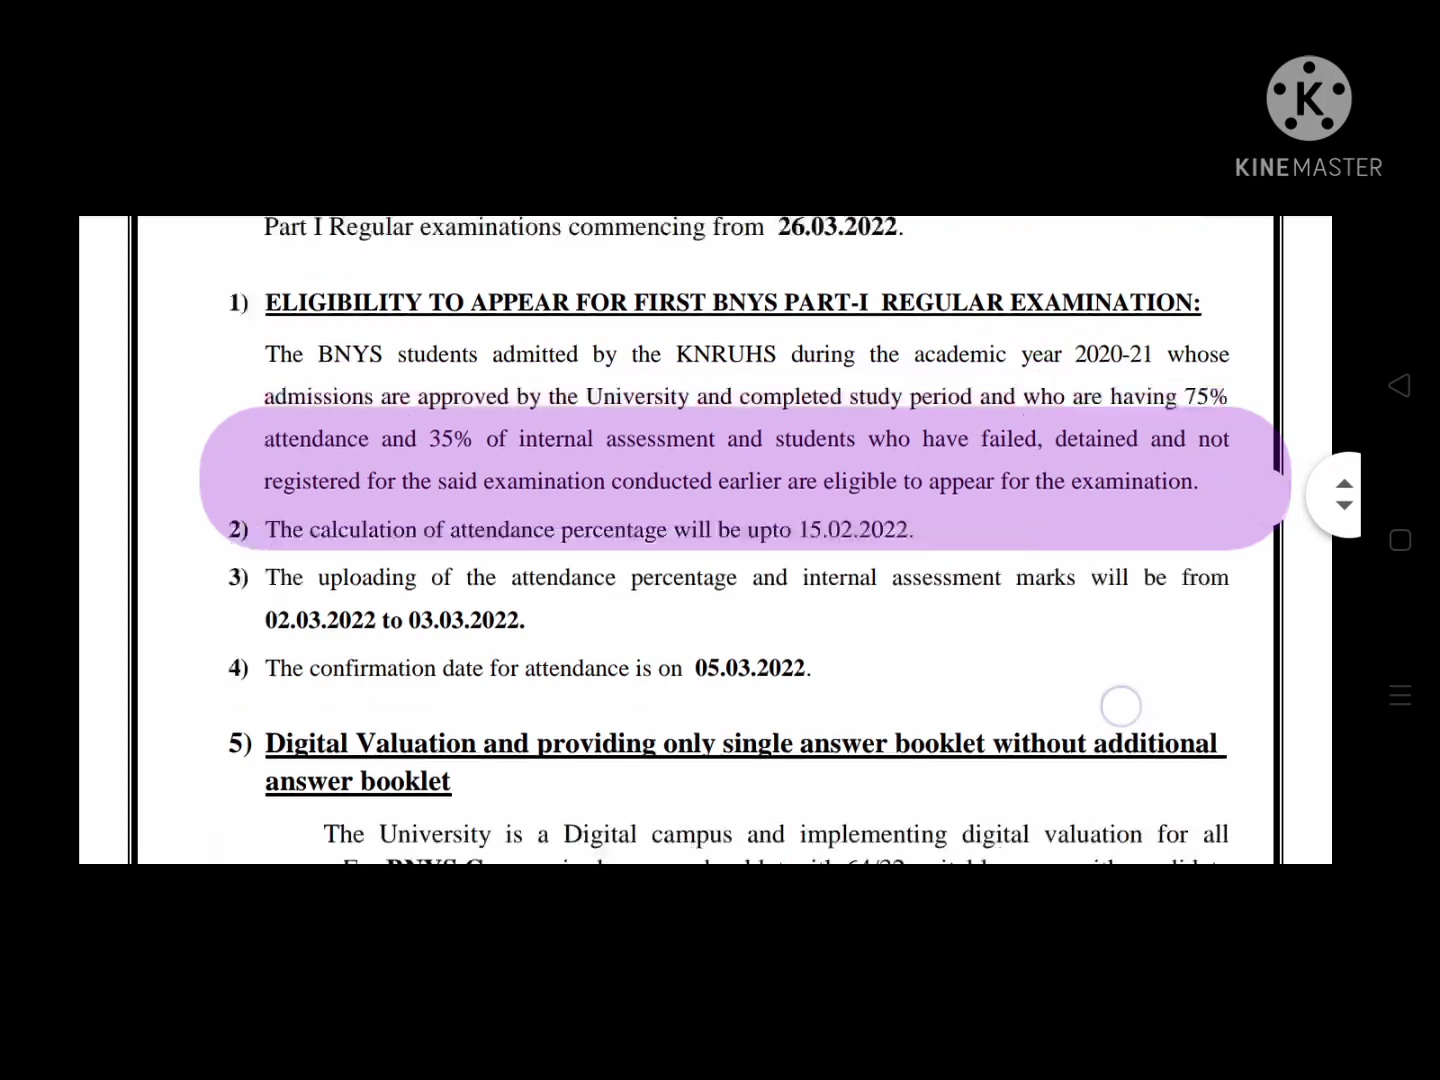 KINEMASTER
Part I Regular examinations commencing from 26.03.2022.
1) ELIGIBILITY TO APPEAR FOR FIRST BNYS PART-I REGULAR EXAMINATION:
The BNYS students admitted by the KNRUHS during the academic year 2020-21 whose
admissions are approved by the University and completed study period and who are having 75%
attendance and 35% of internal assessment and students who have failed, detained and not
registered for the said examination conducted earlier are eligible to appear for the examination.
2) The calculation of attendance percentage will be upto 15.02.2022.
3) The uploading of the attendance percentage and internal assessment marks will be from
02.03.2022 to 03.03.2022.
4) The confirmation date for attendance is on 05.03.2022.
5) Digital Valuation and providing only single answer booklet without additional
answer booklet
The University is a Digital campus and implementing digital valuation for all